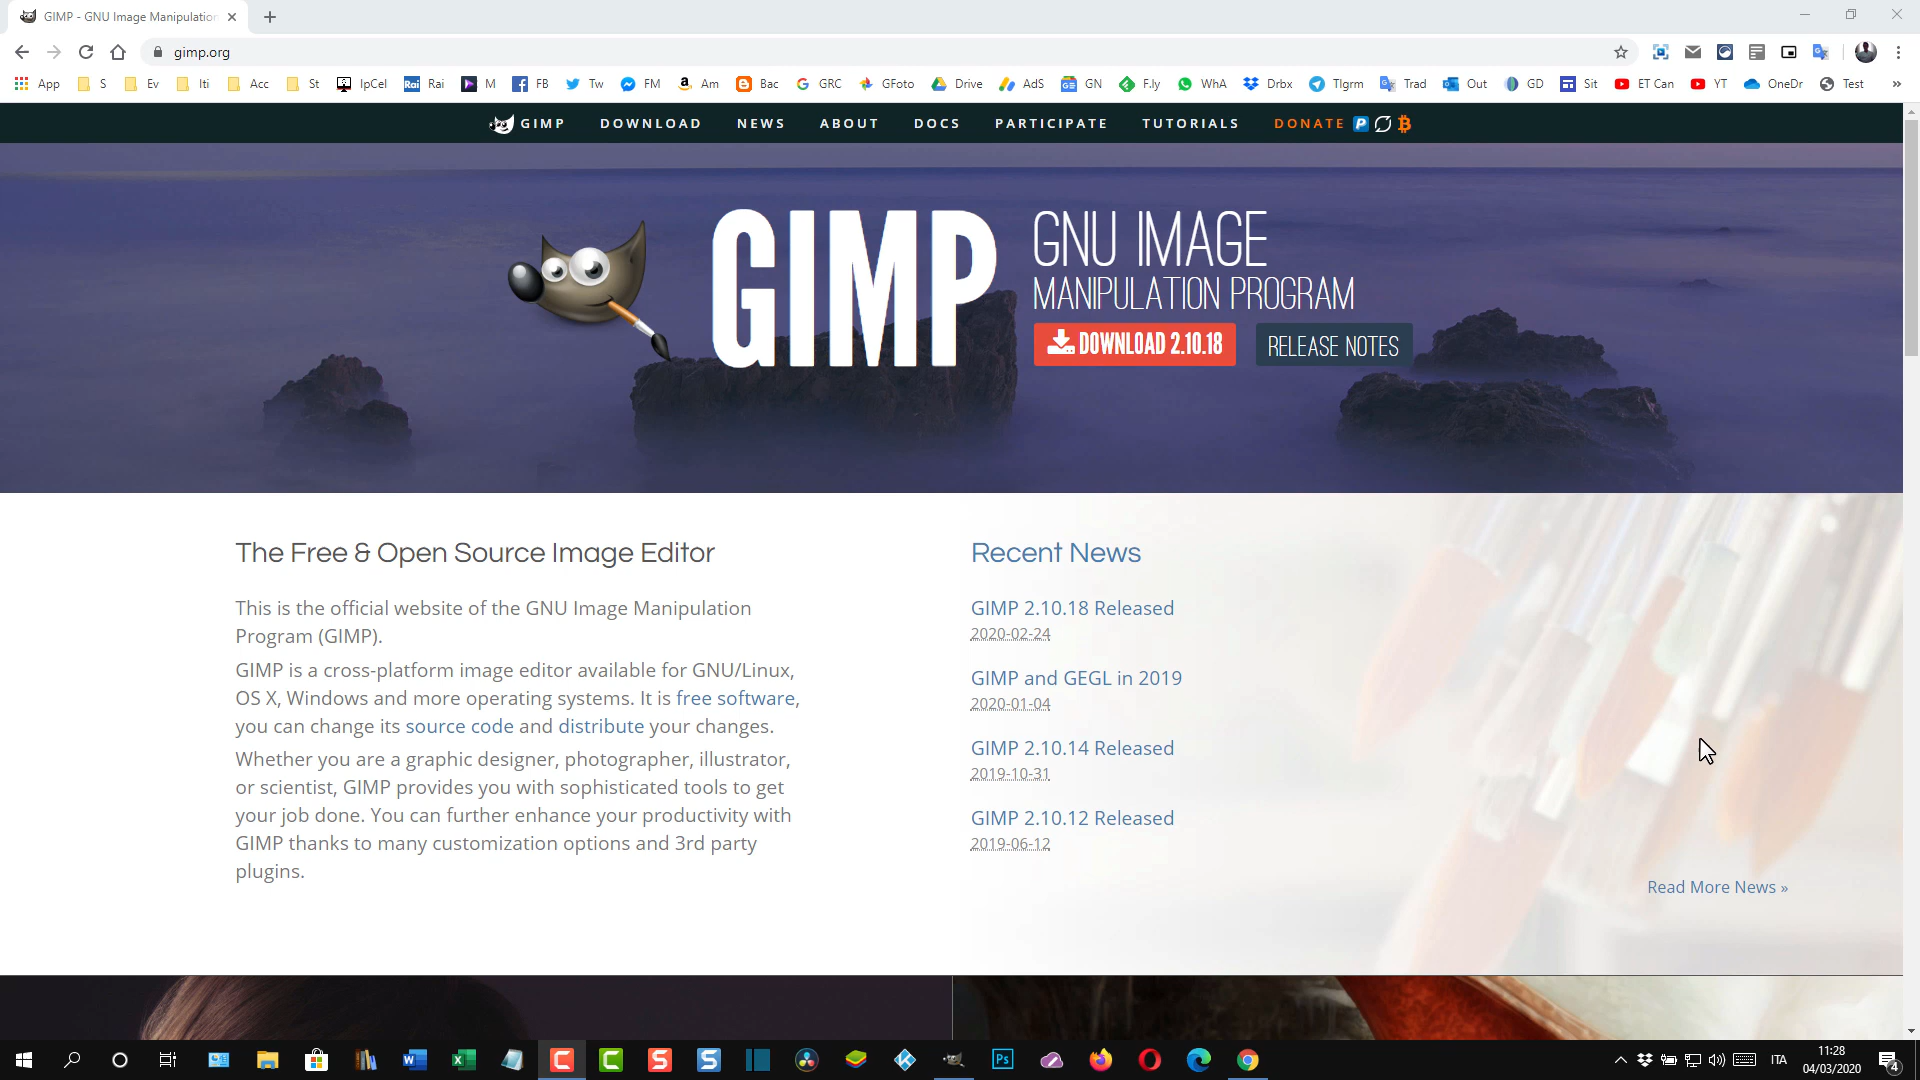 GIMP - GNU Image Manipulation
gimp.org
App S Ev Iti Acc St IpCel Rai Rai M FB Tw FM Am Bac GRC GFoto Drive AdS GN F.ly WhA Drbx Tlgrm Trad Out GD Sit ET Can YT OneDr Test »
GIMP DOWNLOAD NEWS ABOUT DOCS PARTICIPATE TUTORIALS DONATE
GIMP
GNU IMAGE
MANIPULATION PROGRAM
DOWNLOAD 2.10.18 RELEASE NOTES
The Free & Open Source Image Editor
This is the official website of the GNU Image Manipulation
Program (GIMP).
GIMP is a cross-platform image editor available for GNU/Linux,
OS X, Windows and more operating systems. It is free software,
you can change its source code and distribute your changes.
Whether you are a graphic designer, photographer, illustrator,
or scientist, GIMP provides you with sophisticated tools to get
your job done. You can further enhance your productivity with
GIMP thanks to many customization options and 3rd party
plugins.
Recent News
GIMP 2.10.18 Released
2020-02-24
GIMP and GEGL in 2019
2020-01-04
GIMP 2.10.14 Released
2019-10-31
GIMP 2.10.12 Released
2019-06-12
Read More News »
ITA
11:28
04/03/2020
4